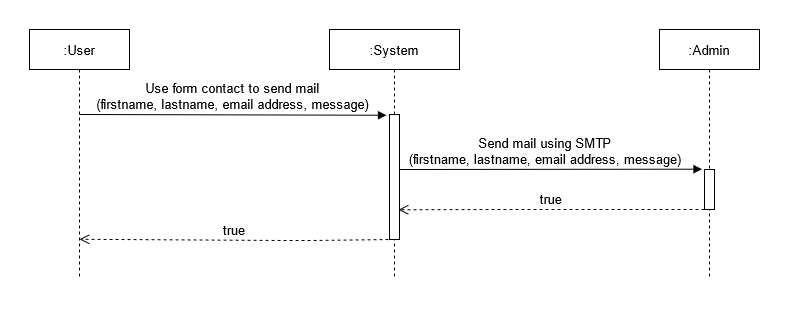 :User
:System
:Admin
Use form contact to send mail
(firstname, lastname, email address, message)
Send mail using SMTP
(firstname, lastname, email address, message)
true
true